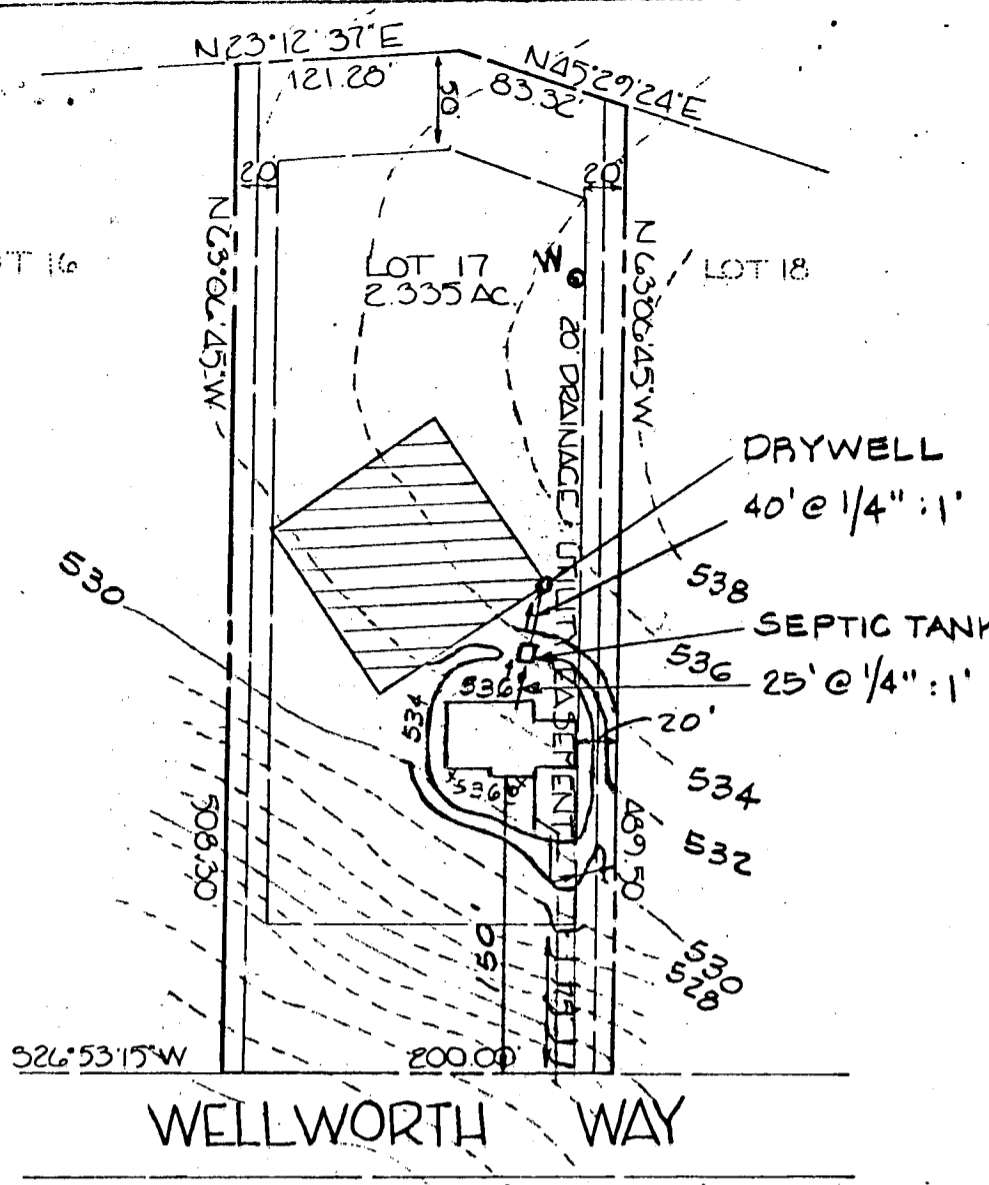 N23°12'37"E
121.28'
N45°29'24"E
83.32'
50'
20'
20'
N63°06'45"W
N63°06'45"W
LOT 17
2.335 AC.
W
LOT 18
T 16
20' DRAINAGE & UTILITY EASEMENT
DRYWELL
40' @ 1/4" : 1'
538
530
SEPTIC TANK
536
25' @ 1/4" : 1'
536
534
20'
534
536
532
508.30
489.50
530
528
150'
115'
S26°53'15"W
200.00'
WELLWORTH WAY